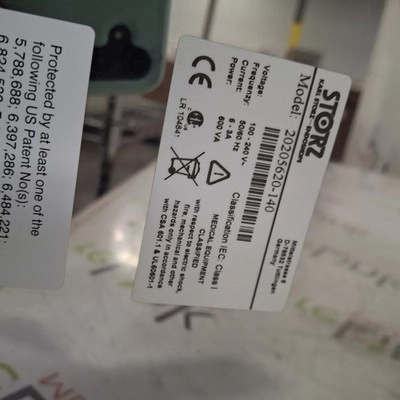 Protected by at least one of the
following US Patent No(s):
5,788,688; 6,397,286; 6,484,221;
STORZ
KARL STORZ - ENDOSKOPE
Mittelstrasse 8
D-78532 Tuttlingen
Germany
Model: 20205620-140
Voltage: 100 - 240 V~
Frequency: 50/60 Hz
Current: 6 - 3A
Power: 600 VA
Classification IEC: Class I
CE
LR 104841
MEDICAL EQUIPMENT
CLASSIFIED
with respect to electric shock
fire, mechanical and other
hazards only in accordance
with CSA 601.1 & UL60601-1